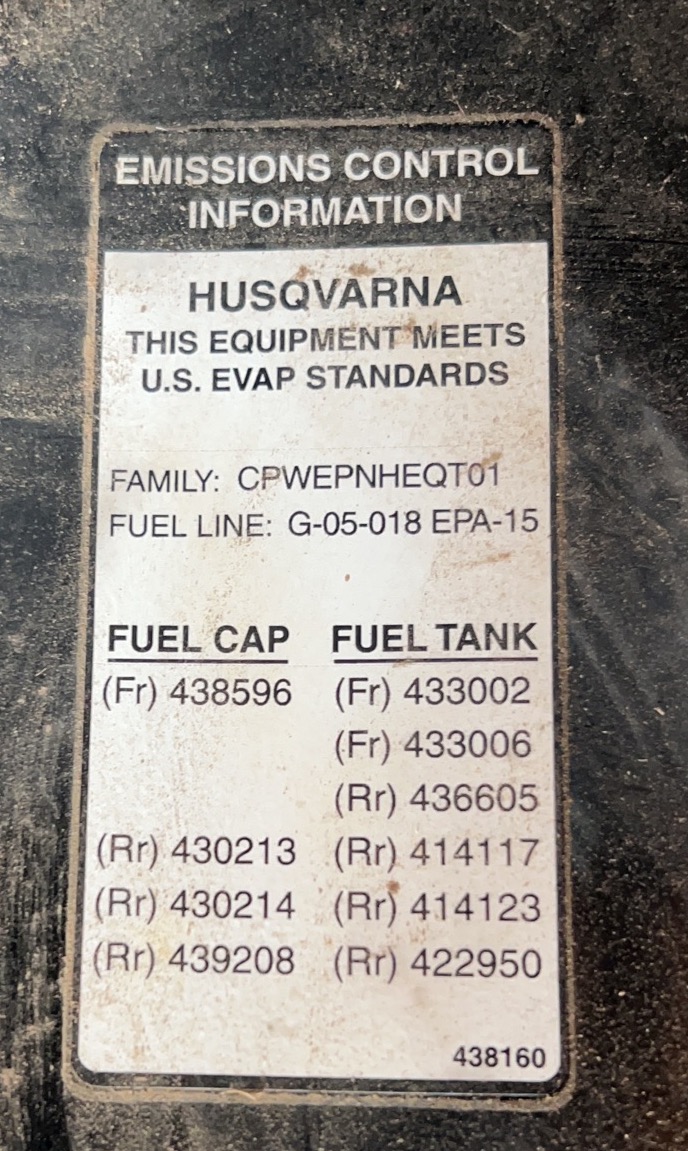 EMISSIONS CONTROL
INFORMATION
HUSQVARNA
THIS EQUIPMENT MEETS
U.S. EVAP STANDARDS
FAMILY: CPWEPNHEQT01
FUEL LINE: G-05-018 EPA-15
FUEL CAP FUEL TANK
(Fr) 438596 (Fr) 433002
(Fr) 433006
(Rr) 436605
(Rr) 430213 (Rr) 414117
(Rr) 430214 (Rr) 414123
(Rr) 439208 (Rr) 422950
438160